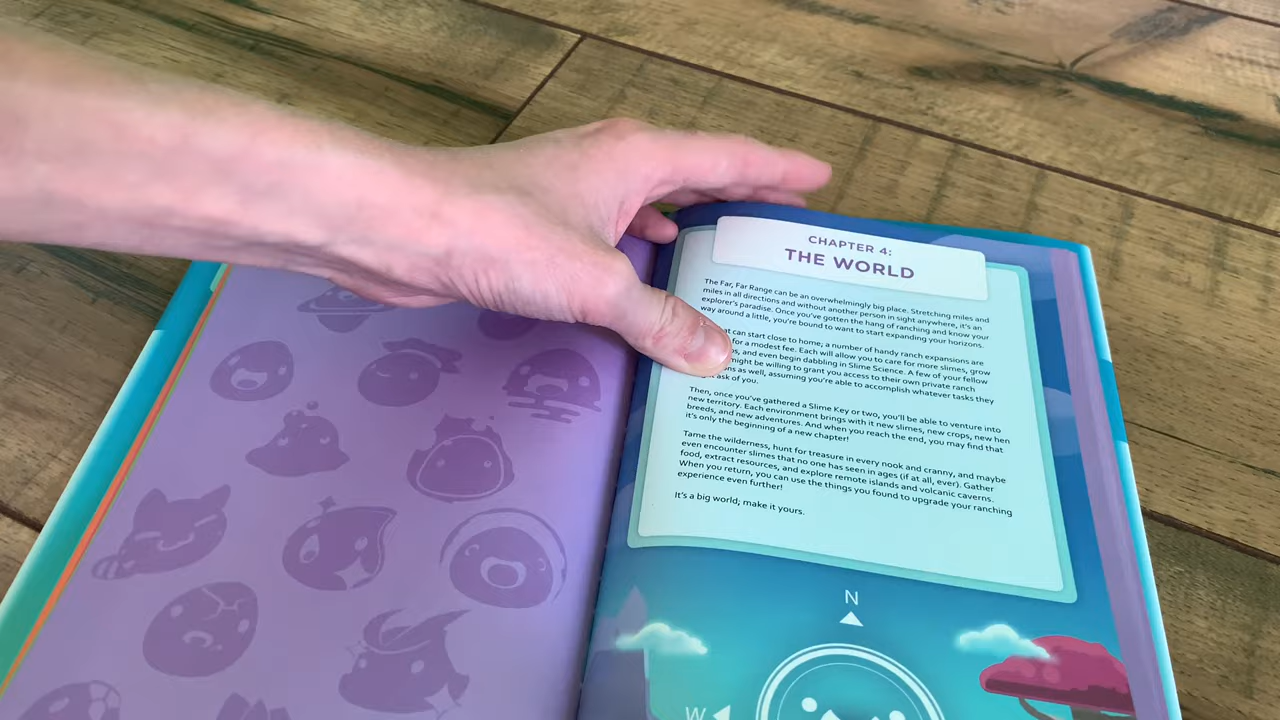 CHAPTER 4:
THE WORLD
The Far, Far Range can be an overwhelmingly big place. Stretching miles and
miles in all directions and without another person in sight anywhere, it's an
explorer's paradise. Once you've gotten the hang of ranching and know your
way around a little, you're bound to want to start expanding your horizons.
can start close to home; a number of handy ranch expansions are
for a modest fee. Each will allow you to care for more slimes, grow
and even begin dabbling in Slime Science. A few of your fellow
might be willing to grant you access to their own private ranch
as well, assuming you're able to accomplish whatever tasks they
ask of you.
Then, once you've gathered a Slime Key or two, you'll be able to venture into
new territory. Each environment brings with it new slimes, new crops, new hen
breeds, and new adventures. And when you reach the end, you may find that
it's only the beginning of a new chapter!
Tame the wilderness, hunt for treasure in every nook and cranny, and maybe
even encounter slimes that no one has seen in ages (if at all, ever). Gather
food, extract resources, and explore remote islands and volcanic caverns.
When you return, you can use the things you found to upgrade your ranching
experience even further!
It's a big world; make it yours.
N
W